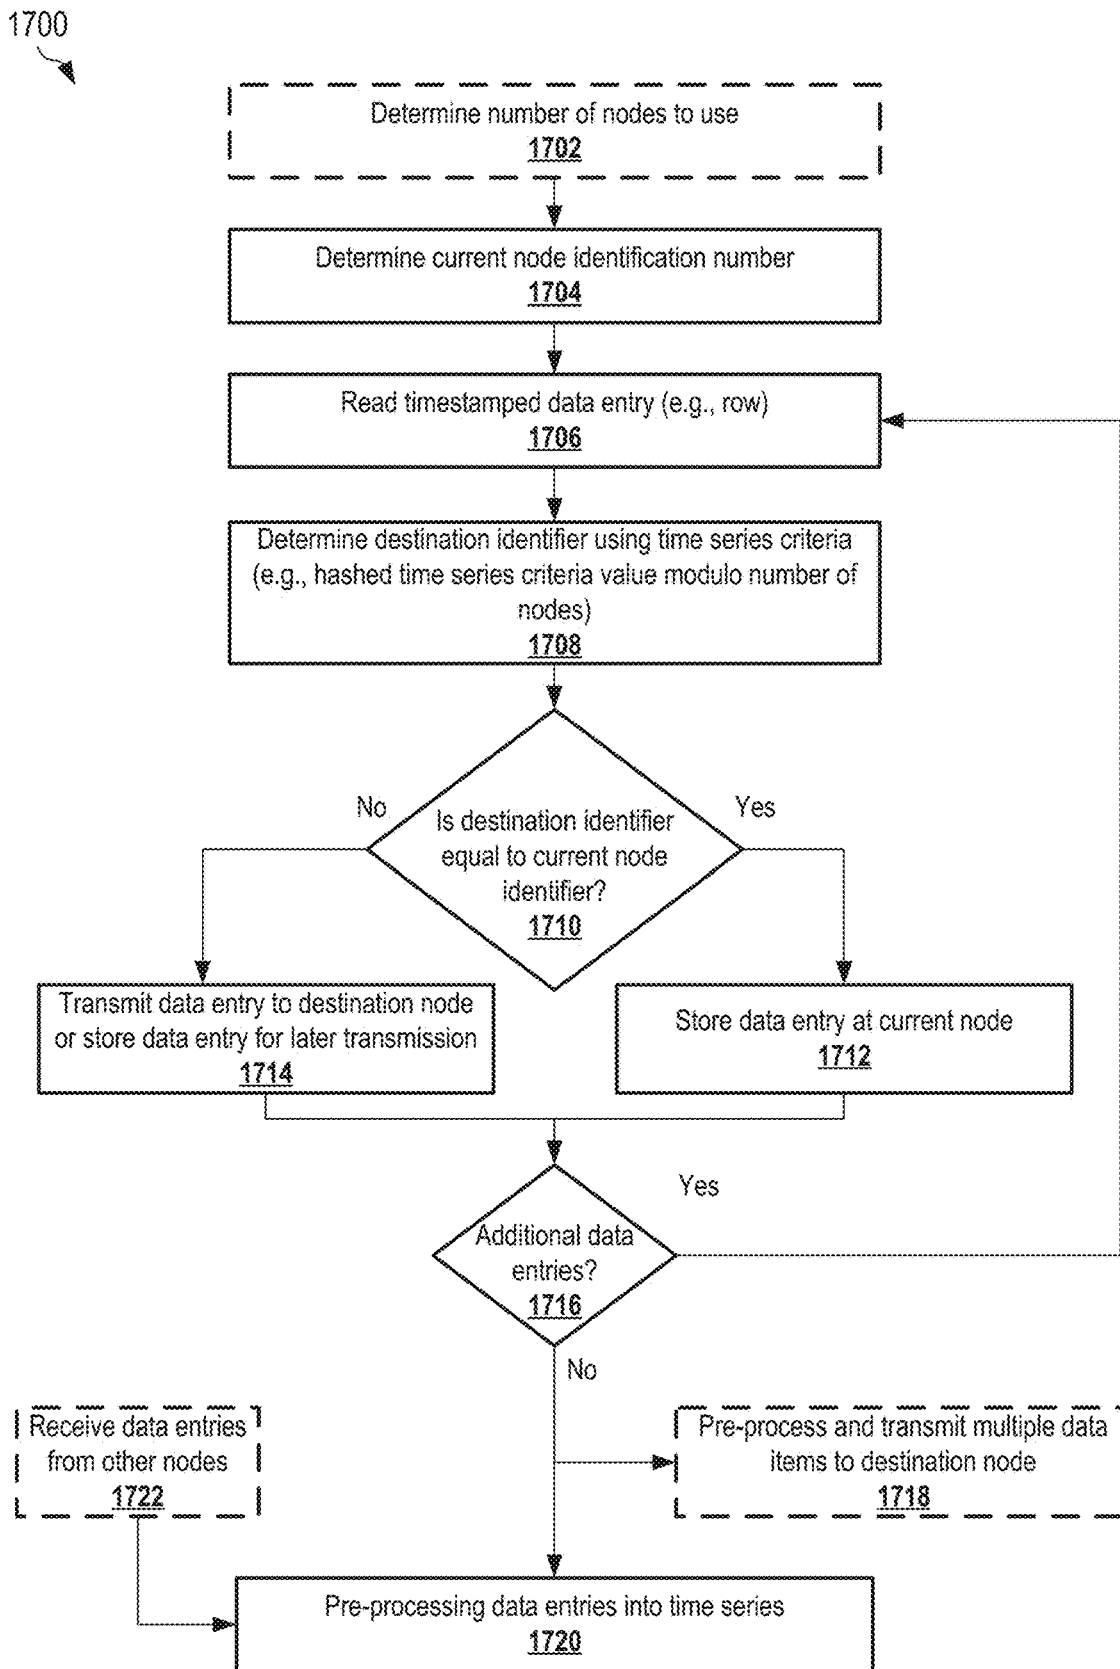 1700
Determine number of nodes to use
1702
Determine current node identification number
1704
Read timestamped data entry (e.g., row)
1706
Determine destination identifier using time series criteria
(e.g., hashed time series criteria value modulo number of
nodes)
1708
No
Yes
Is destination identifier
equal to current node
identifier?
1710
Transmit data entry to destination node
or store data entry for later transmission
1714
Store data entry at current node
1712
Yes
Additional data
entries?
1716
No
Receive data entries
from other nodes
1722
Pre-process and transmit multiple data
items to destination node
1718
Pre-processing data entries into time series
1720